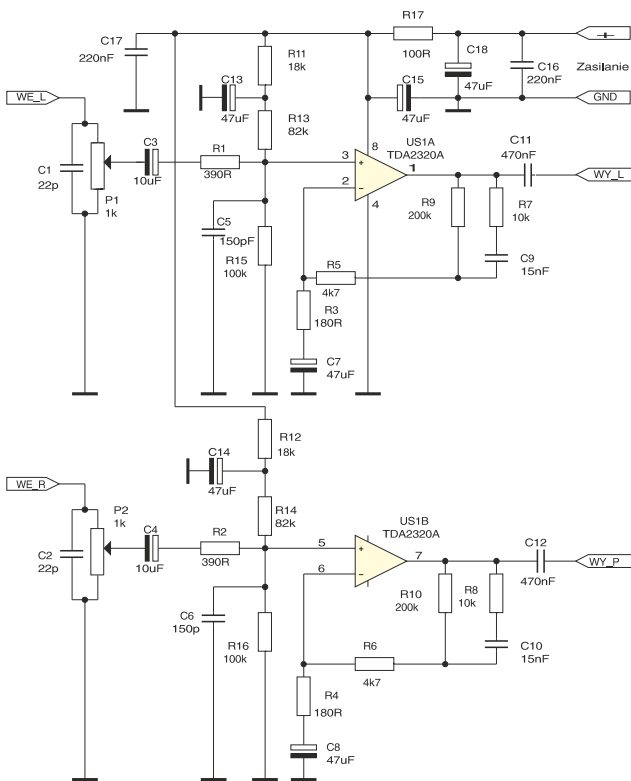 R17
C17
220nF
R11
18k
100R
C18
47uF
C16
220nF
Zasilanie
C13
47uF
C15
47uF
GND
WE_L
R13
82k
C1
22p
P1
1k
C3
10uF
R1
390R
3
2
8
1
4
US1A
TDA2320A
C11
470nF
WY_L
R9
200k
R7
10k
C9
15nF
C5
150pF
R15
100k
R5
4k7
R3
180R
C7
47uF
R12
18k
C14
47uF
WE_R
R14
82k
P2
1k
C2
22p
C4
10uF
R2
390R
5
6
7
US1B
TDA2320A
C12
470nF
WY_P
R10
200k
R8
10k
C10
15nF
C6
150p
R16
100k
R6
4k7
R4
180R
C8
47uF